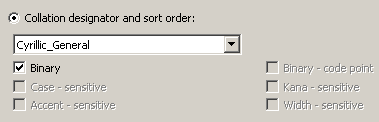 Collation designator and sort order:
Cyrillic_General
Binary
Binary - code point
Case - sensitive
Kana - sensitive
Accent - sensitive
Width - sensitive